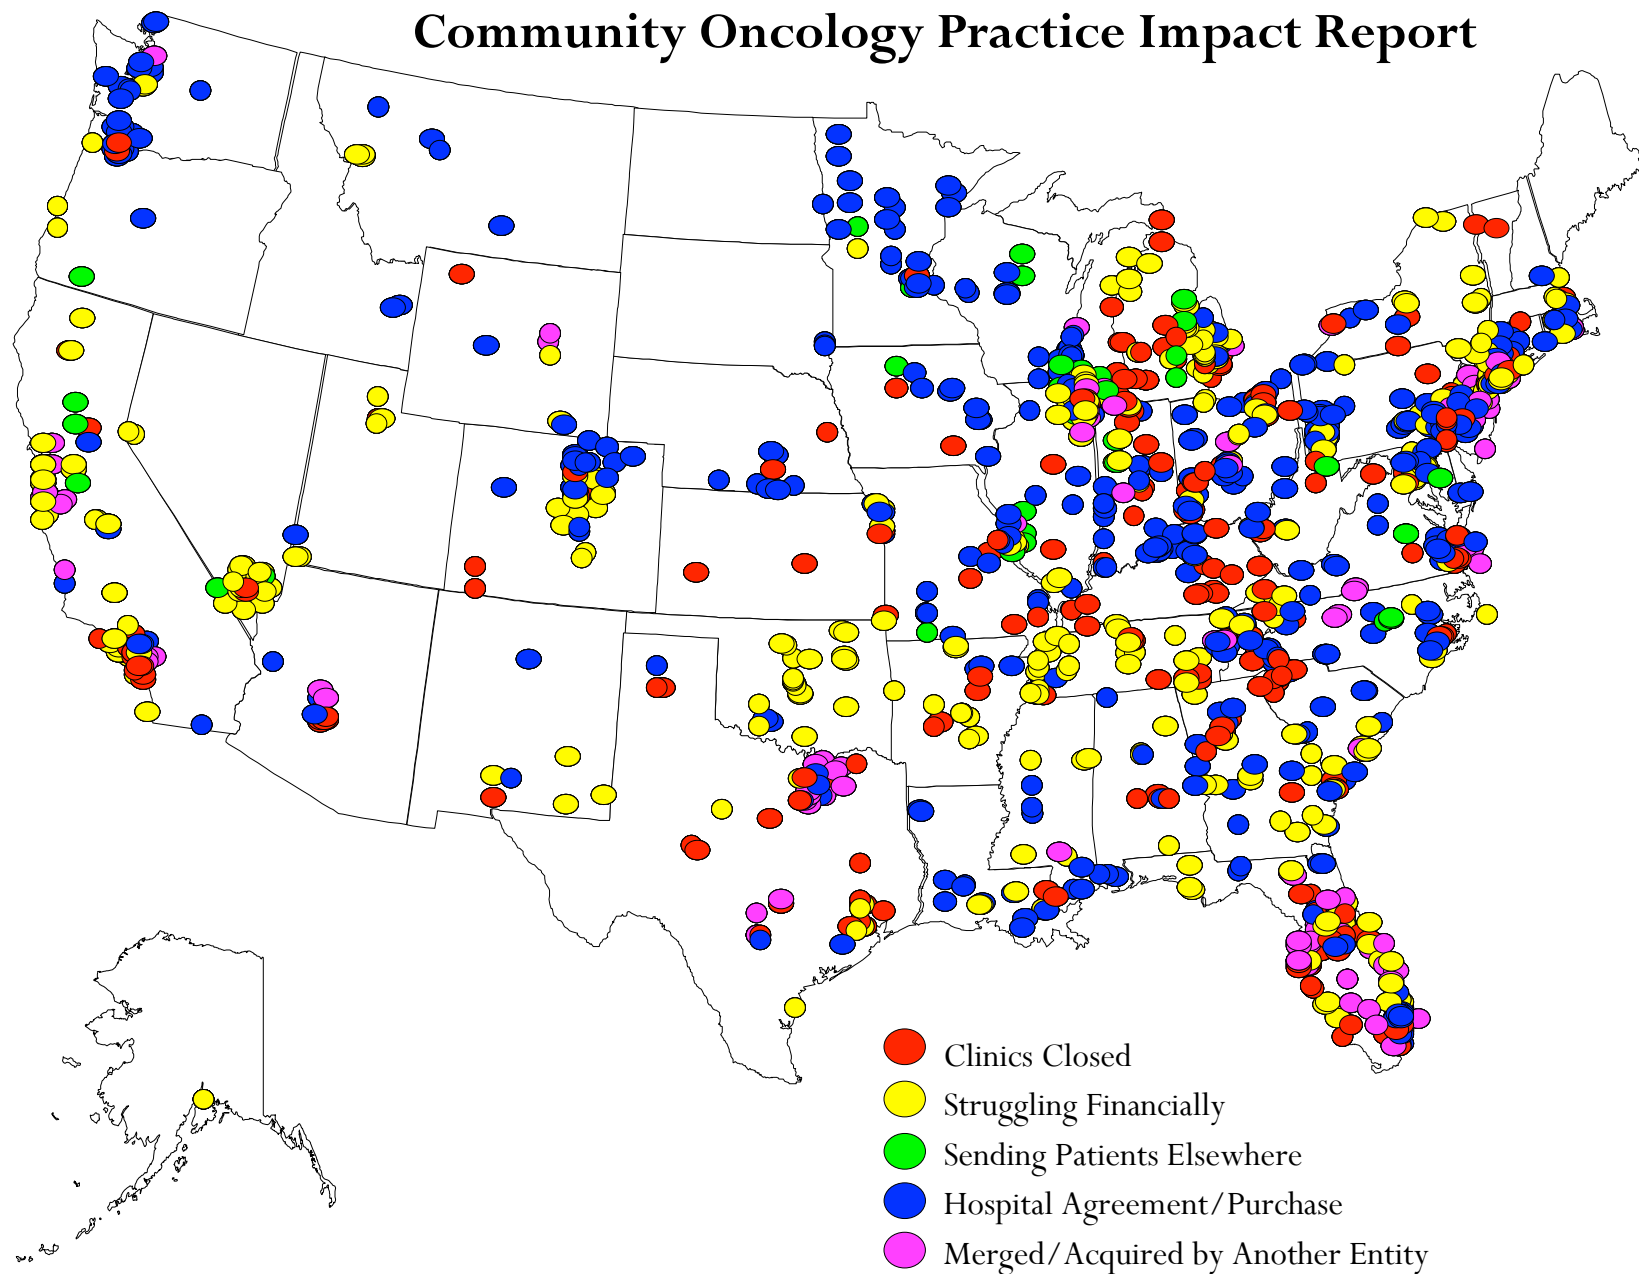 Community Oncology Practice Impact Report
Clinics Closed
Struggling Financially
Sending Patients Elsewhere
Hospital Agreement/Purchase
Merged/Acquired by Another Entity